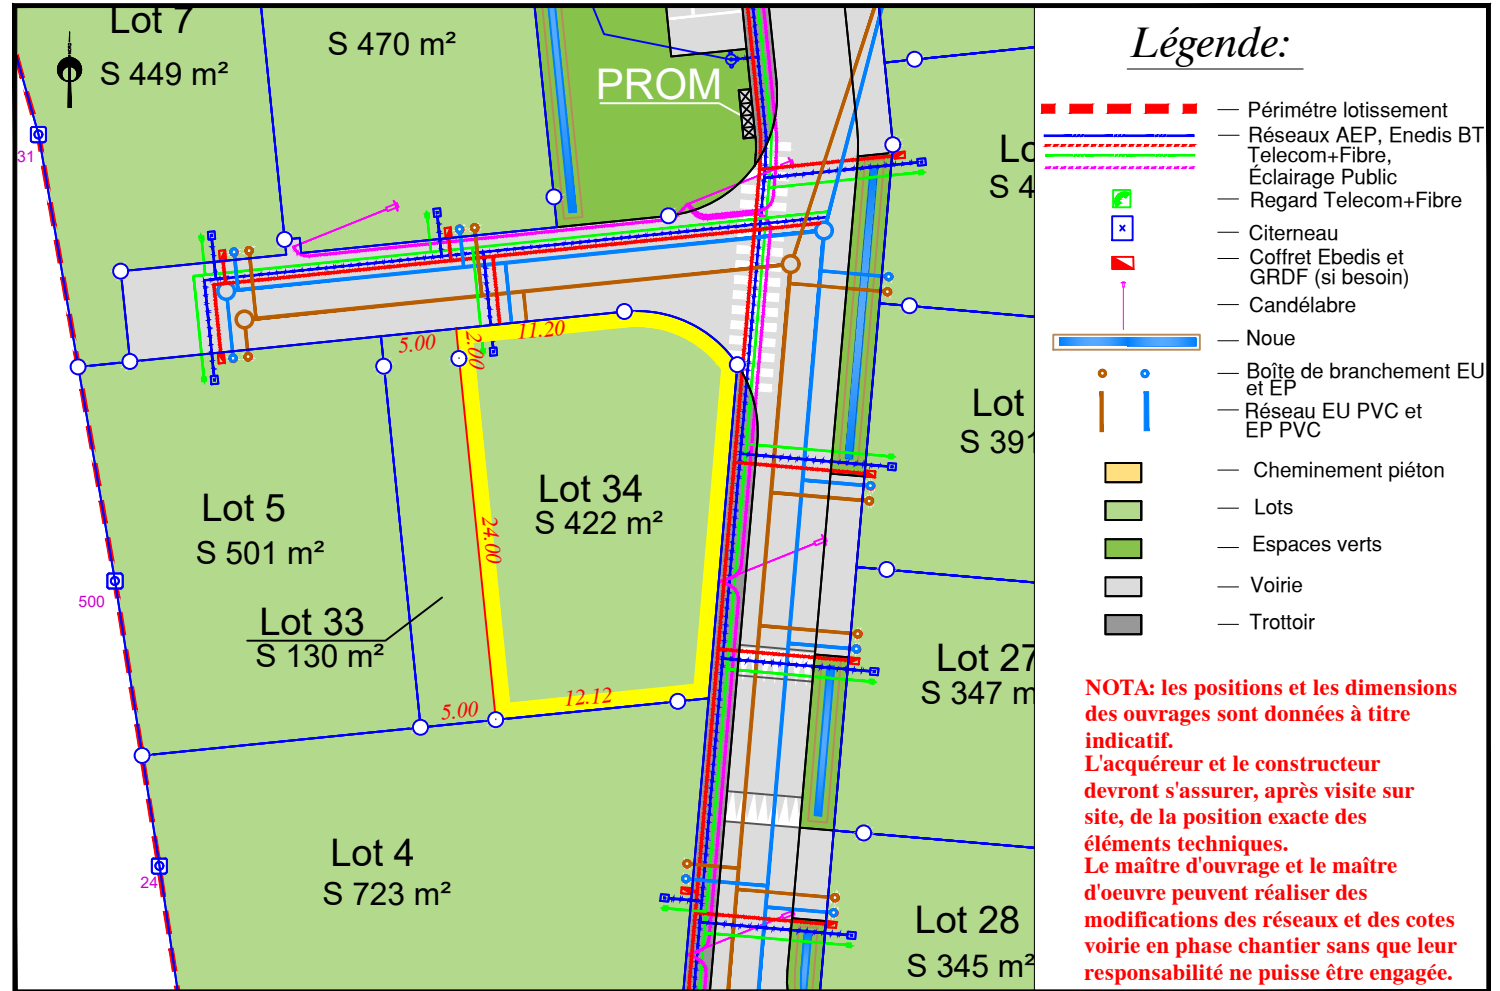 Lot 7
S 449 m²
S 470 m²
PROM
31
Lo
S 4
5.00
2.00
11.20
Lot
S 391
Lot 5
S 501 m²
Lot 34
S 422 m²
24.00
500
Lot 33
S 130 m²
5.00
12.12
Lot 27
S 347 m
Lot 4
S 723 m²
24
Lot 28
S 345 m²
Légende:
Périmétre lotissement
Réseaux AEP, Enedis BT
Telecom+Fibre,
Éclairage Public
Regard Telecom+Fibre
Citerneau
Coffret Ebedis et
GRDF (si besoin)
Candélabre
Noue
Boîte de branchement EU
et EP
Réseau EU PVC et
EP PVC
Cheminement piéton
Lots
Espaces verts
Voirie
Trottoir
NOTA: les positions et les dimensions
des ouvrages sont données à titre
indicatif.
L'acquéreur et le constructeur
devront s'assurer, après visite sur
site, de la position exacte des
éléments techniques.
Le maître d'ouvrage et le maître
d'oeuvre peuvent réaliser des
modifications des réseaux et des cotes
voirie en phase chantier sans que leur
responsabilité ne puisse être engagée.